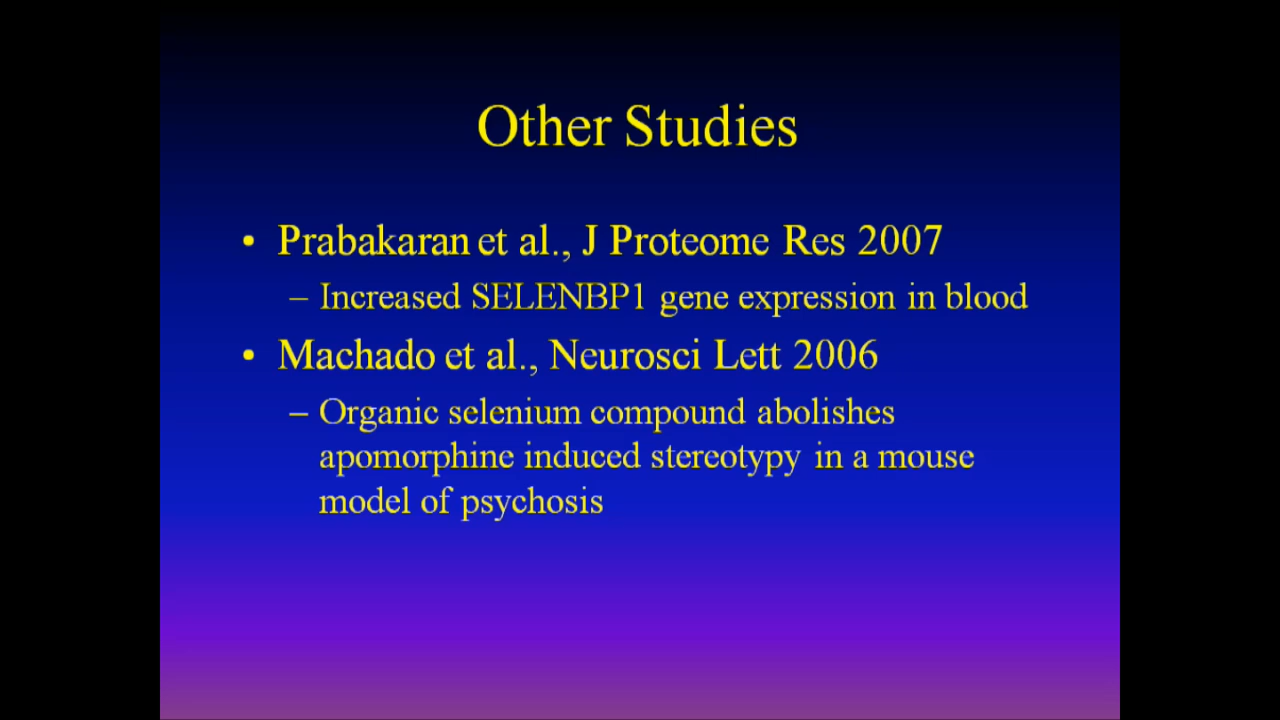 Other Studies
• Prabakaran et al., J Proteome Res 2007
– Increased SELENBP1 gene expression in blood
• Machado et al., Neurosci Lett 2006
– Organic selenium compound abolishes
apomorphine induced stereotypy in a mouse
model of psychosis